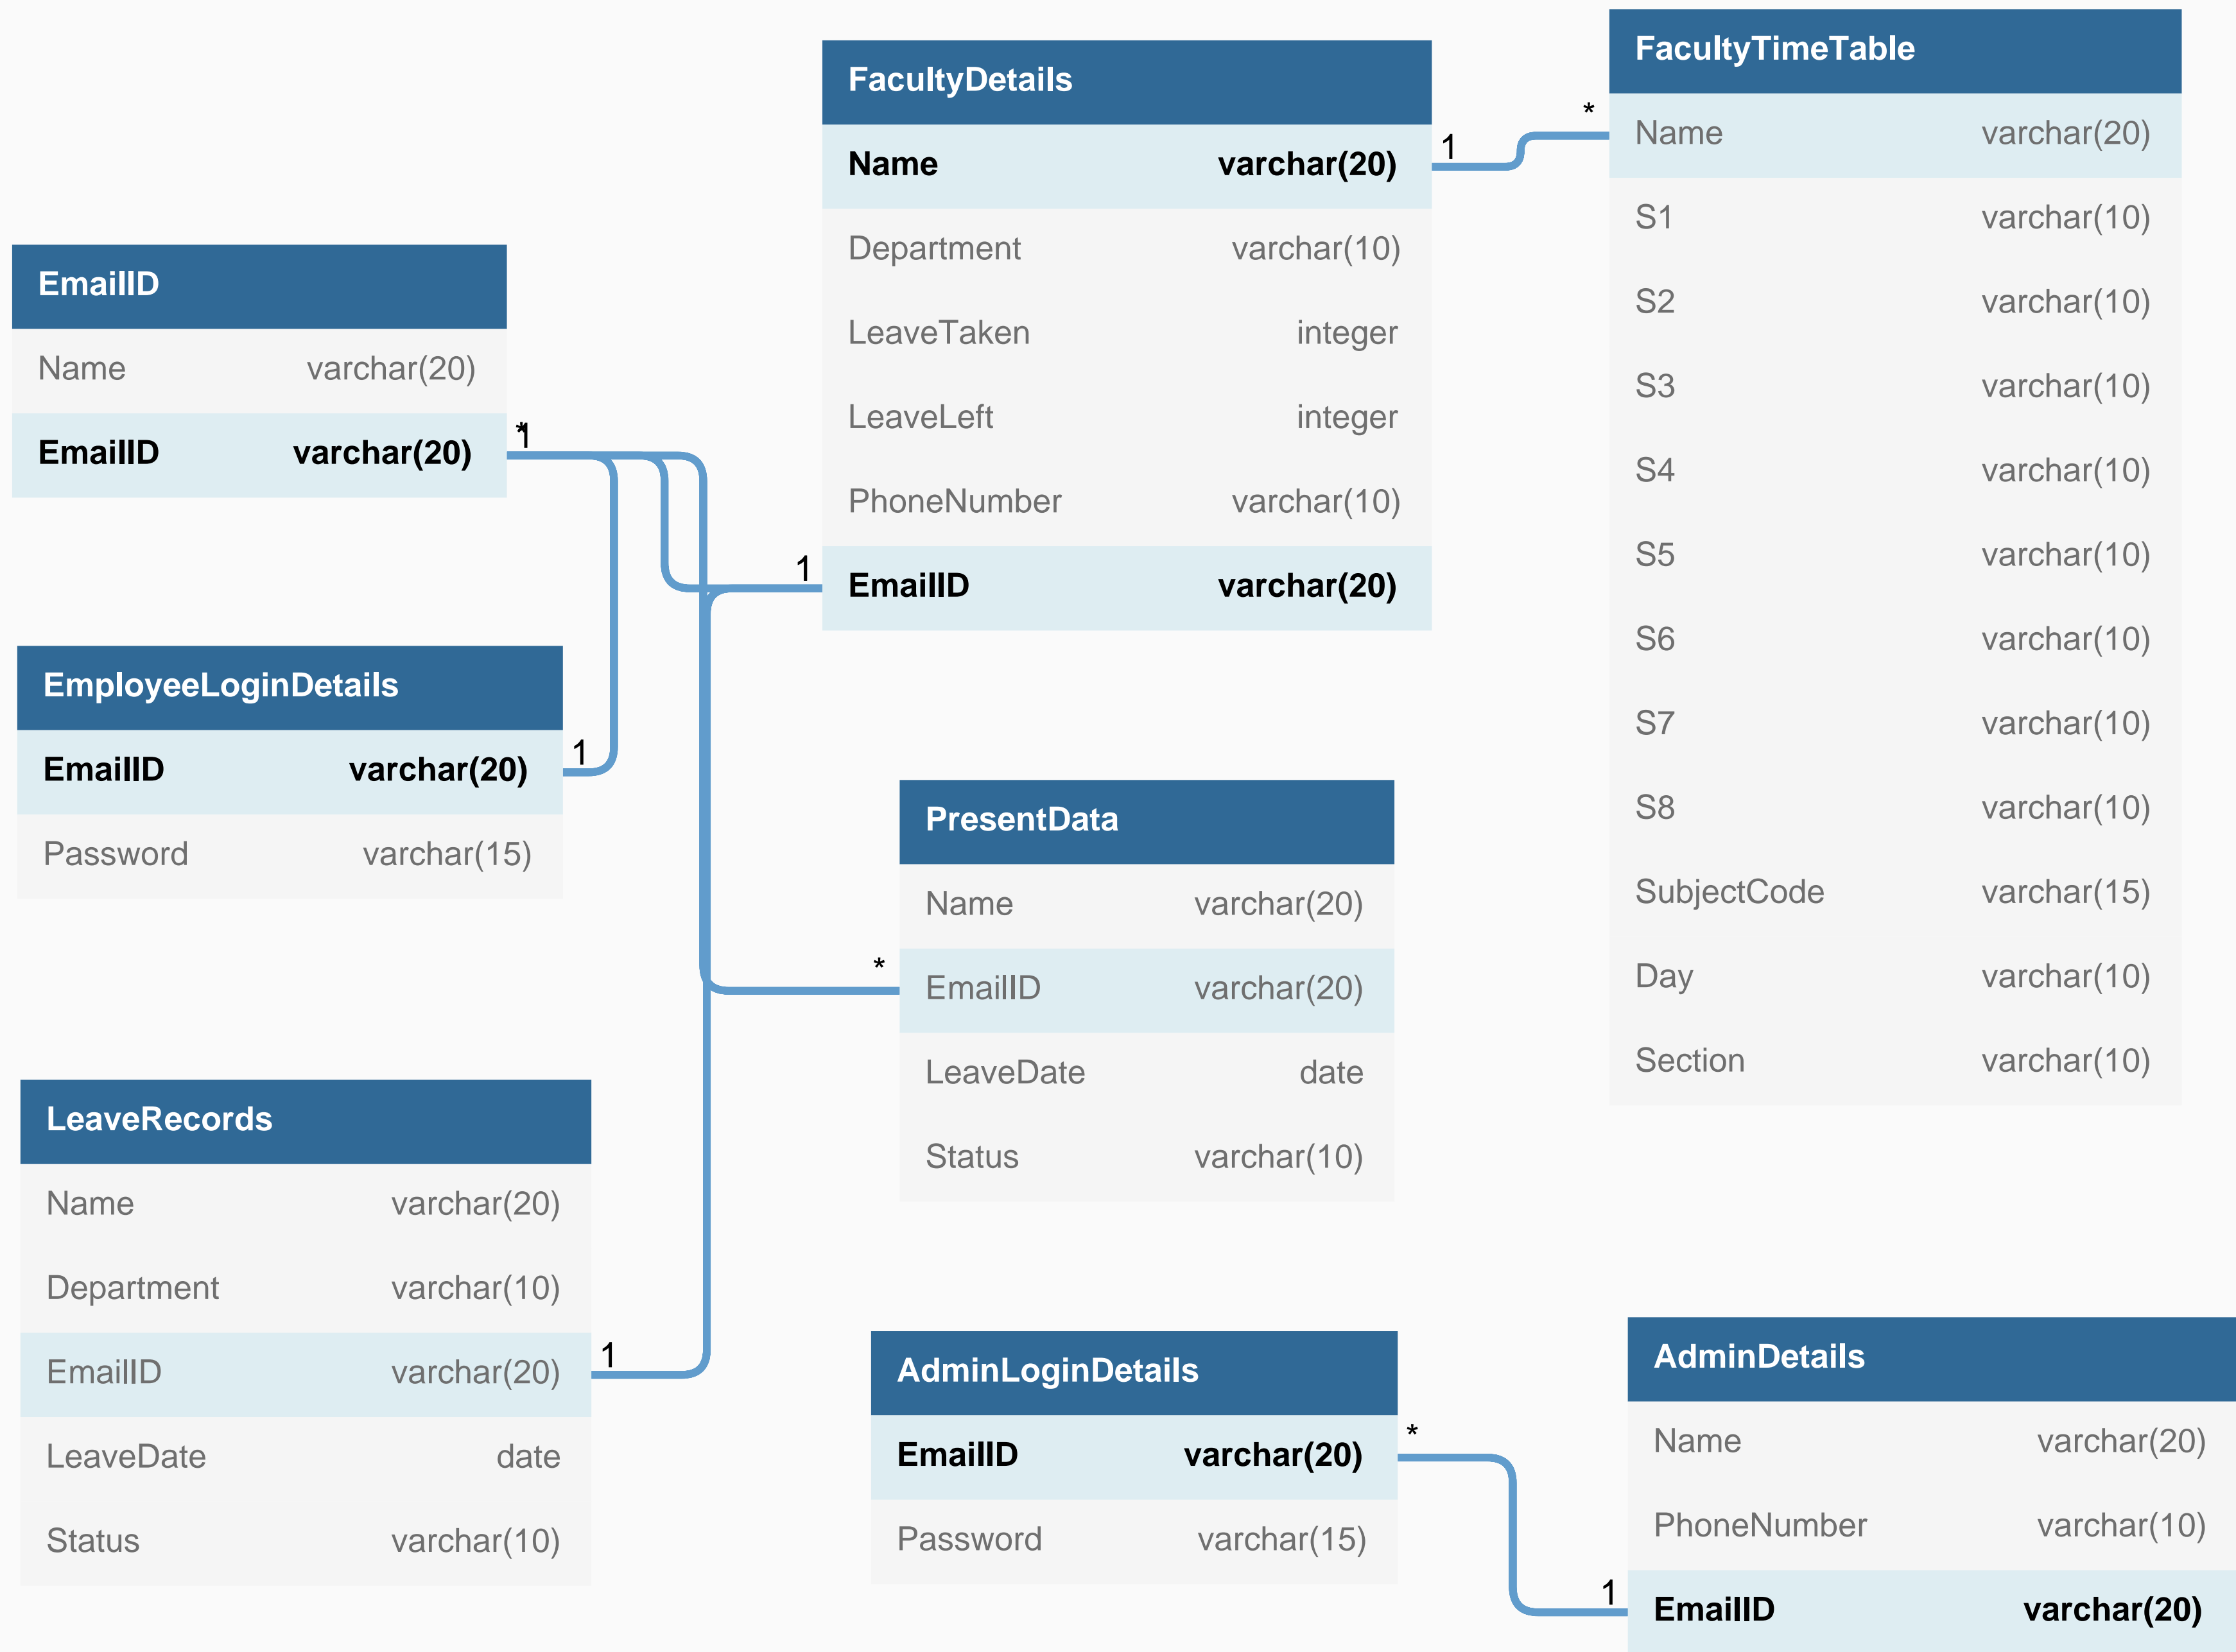 EmailID
Name varchar(20)
EmailID varchar(20)
*
1
EmployeeLoginDetails
EmailID varchar(20)
1
Password varchar(15)
LeaveRecords
Name varchar(20)
Department varchar(10)
EmailID varchar(20)
1
LeaveDate date
Status varchar(10)
FacultyDetails
Name varchar(20)
1
Department varchar(10)
LeaveTaken integer
LeaveLeft integer
PhoneNumber varchar(10)
1
EmailID varchar(20)
PresentData
Name varchar(20)
*
EmailID varchar(20)
LeaveDate date
Status varchar(10)
AdminLoginDetails
EmailID varchar(20)
*
Password varchar(15)
FacultyTimeTable
*
Name varchar(20)
S1 varchar(10)
S2 varchar(10)
S3 varchar(10)
S4 varchar(10)
S5 varchar(10)
S6 varchar(10)
S7 varchar(10)
S8 varchar(10)
SubjectCode varchar(15)
Day varchar(10)
Section varchar(10)
AdminDetails
Name varchar(20)
PhoneNumber varchar(10)
1
EmailID varchar(20)